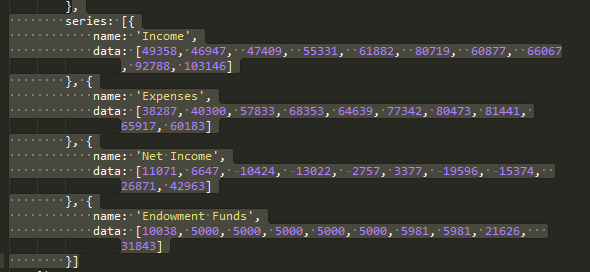 },
series: [{
name: 'Income',
data: [49358, 46947, 47409, 55331, 61882, 80719, 60877, 66067
, 92788, 103146]
}, {
name: 'Expenses',
data: [38287, 40300, 57833, 68353, 64639, 77342, 80473, 81441,
65917, 60183]
}, {
name: 'Net Income',
data: [11071, 6647, -10424, -13022, -2757, 3377, -19596, -15374,
26871, 42963]
}, {
name: 'Endowment Funds',
data: [10038, 5000, 5000, 5000, 5000, 5000, 5981, 5981, 21626,
31843]
}]